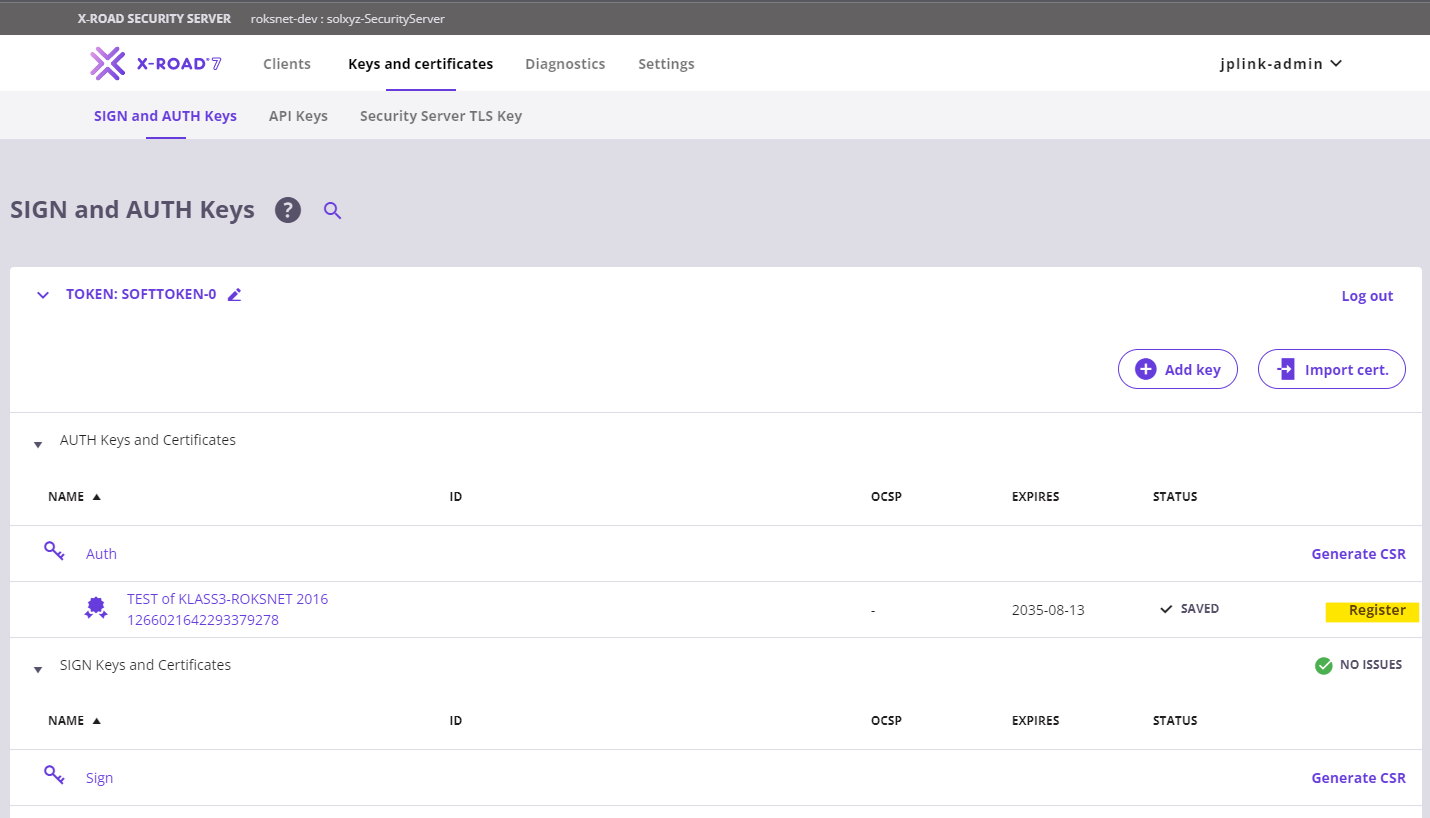 X-ROAD SECURITY SERVER roksnet-dev : solxyz-SecurityServer
X-ROAD® 7 Clients Keys and certificates Diagnostics Settings jplink-admin
SIGN and AUTH Keys API Keys Security Server TLS Key
SIGN and AUTH Keys ?
TOKEN: SOFTTOKEN-0 Log out
Add key Import cert.
AUTH Keys and Certificates
NAME ID OCSP EXPIRES STATUS
Auth Generate CSR
TEST of KLASS3-ROKSNET 2016
1266021642293379278 - 2035-08-13 SAVED Register
SIGN Keys and Certificates NO ISSUES
NAME ID OCSP EXPIRES STATUS
Sign Generate CSR